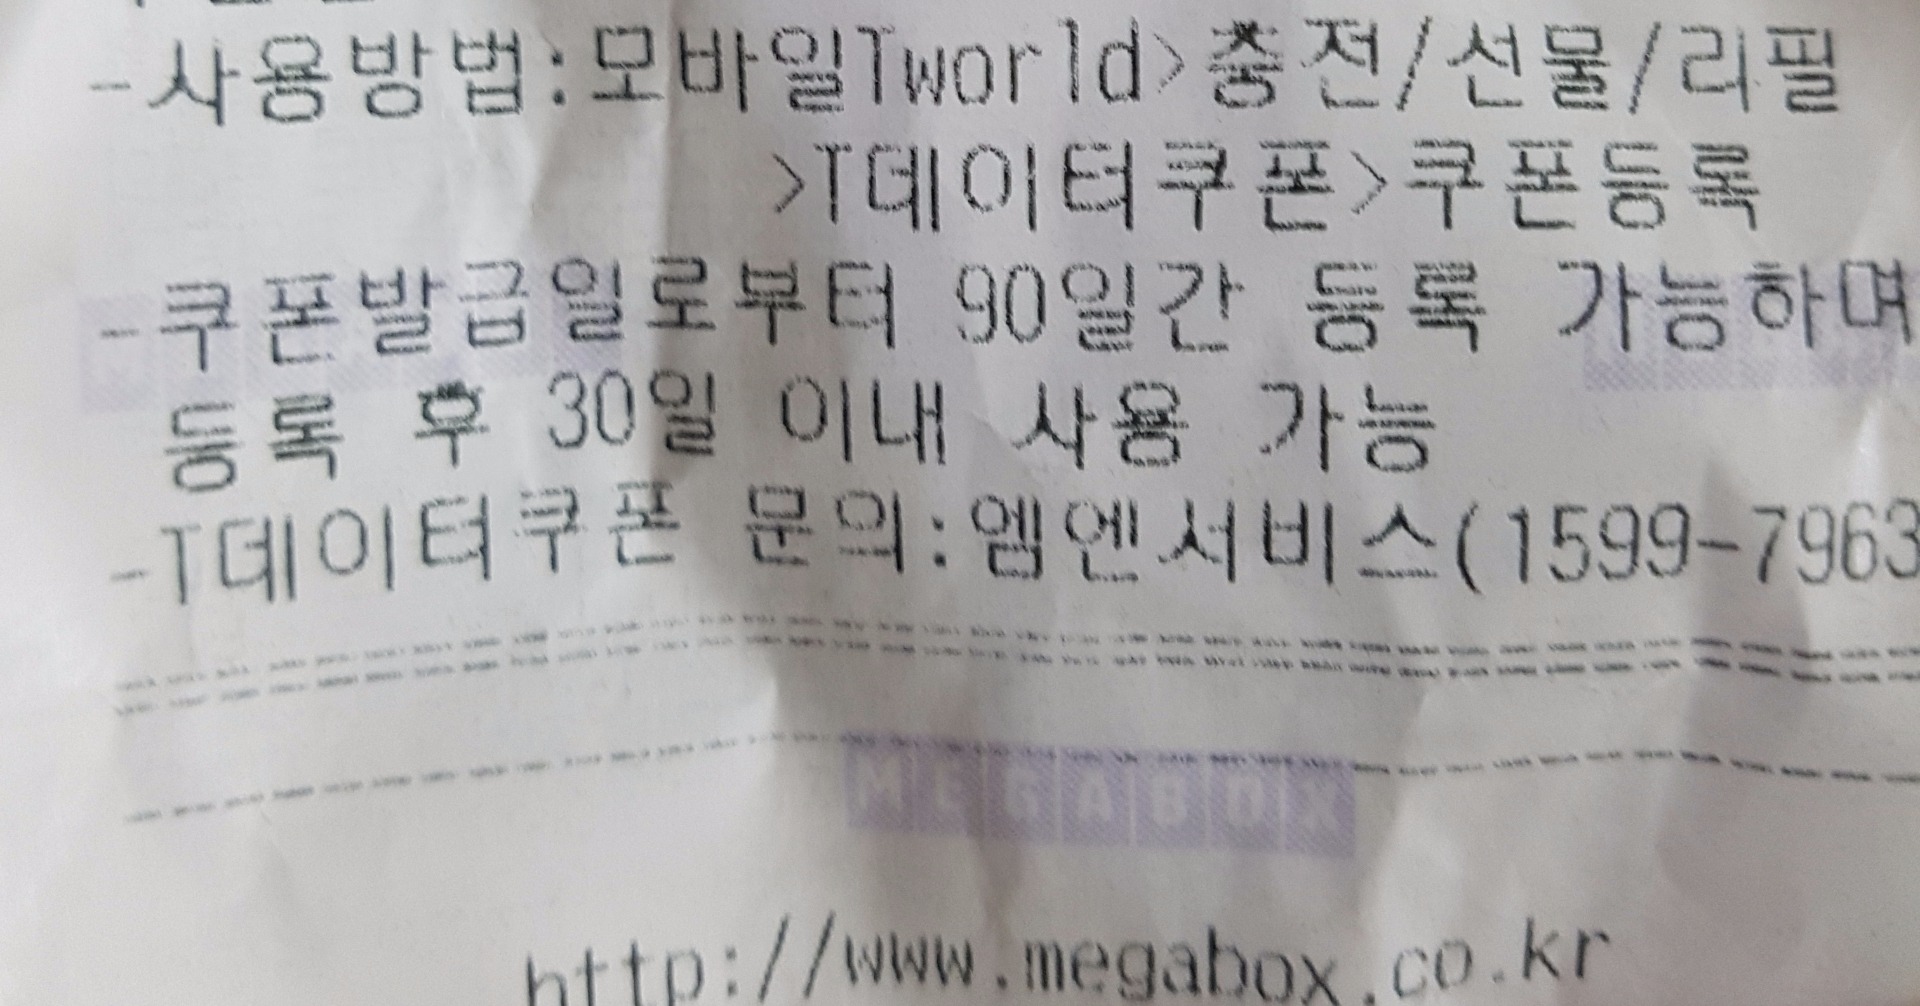 -사용방법:모바일Tworld>충전/선물/리필
>T데이터쿠폰>쿠폰등록
-쿠폰발급일로부터 90일간 등록 가능하며
등록 후 30일 이내 사용 가능
-T데이터쿠폰 문의:엠엔서비스(1599-7963
MEGABOX
http://www.megabox.co.kr